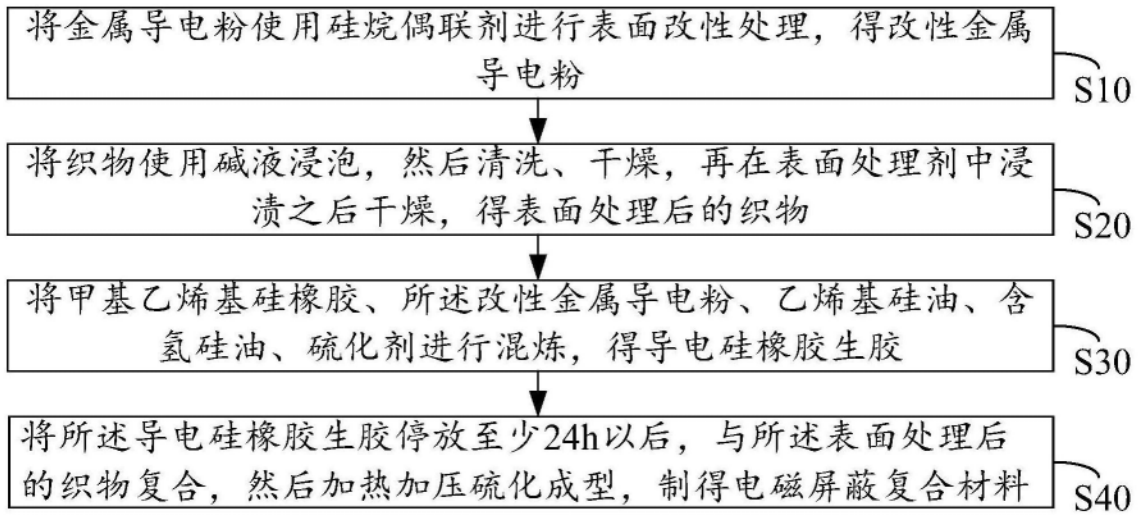 将金属导电粉使用硅烷偶联剂进行表面改性处理，得改性金属
导电粉
S10
将织物使用碱液浸泡，然后清洗、干燥，再在表面处理剂中浸
渍之后干燥，得表面处理后的织物
S20
将甲基乙烯基硅橡胶、所述改性金属导电粉、乙烯基硅油、含
氢硅油、硫化剂进行混炼，得导电硅橡胶生胶
S30
将所述导电硅橡胶生胶停放至少24h以后，与所述表面处理后
的织物复合，然后加热加压硫化成型，制得电磁屏蔽复合材料
S40